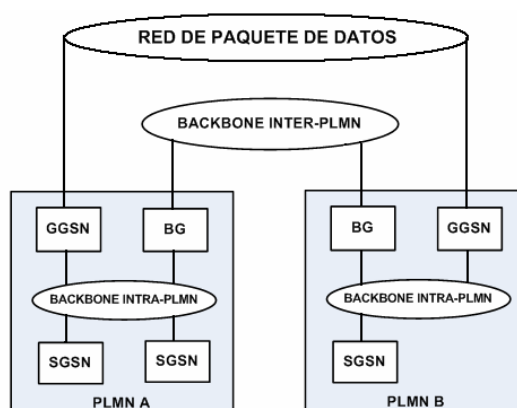 RED DE PAQUETE DE DATOS
BACKBONE INTER-PLMN
GGSN
BG
BG
GGSN
BACKBONE INTRA-PLMN
BACKBONE INTRA-PLMN
SGSN
SGSN
SGSN
PLMN A
PLMN B